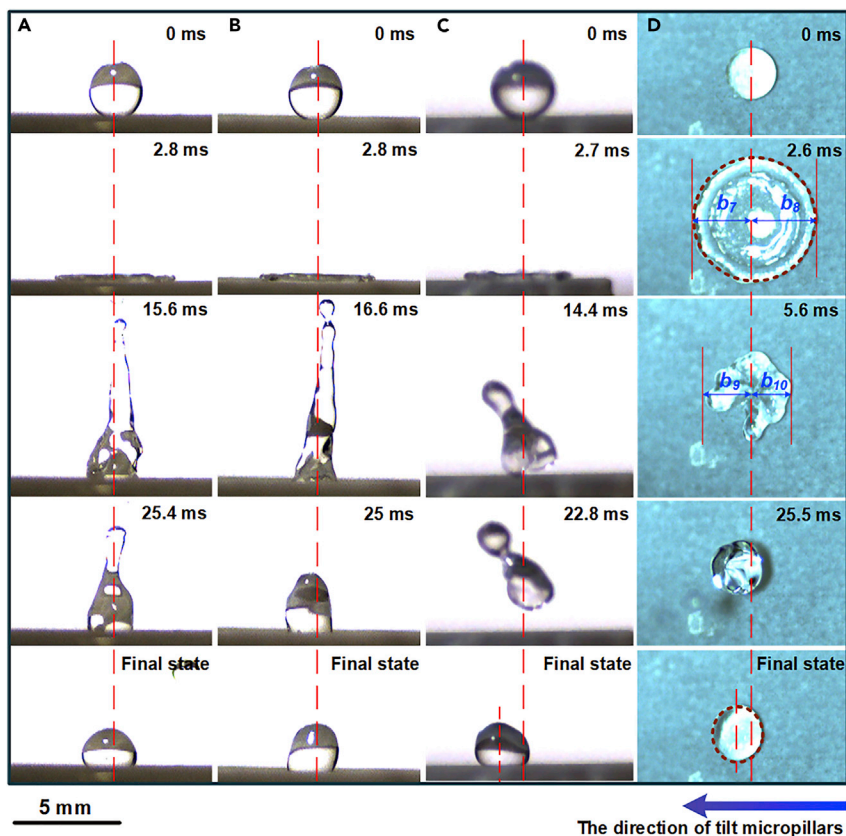 A
0 ms
B
0 ms
C
0 ms
D
0 ms
2.8 ms
2.8 ms
2.7 ms
2.6 ms
b7
b8
15.6 ms
16.6 ms
14.4 ms
5.6 ms
b9
b10
25.4 ms
25 ms
22.8 ms
25.5 ms
Final state
Final state
Final state
Final state
5 mm
The direction of tilt micropillars